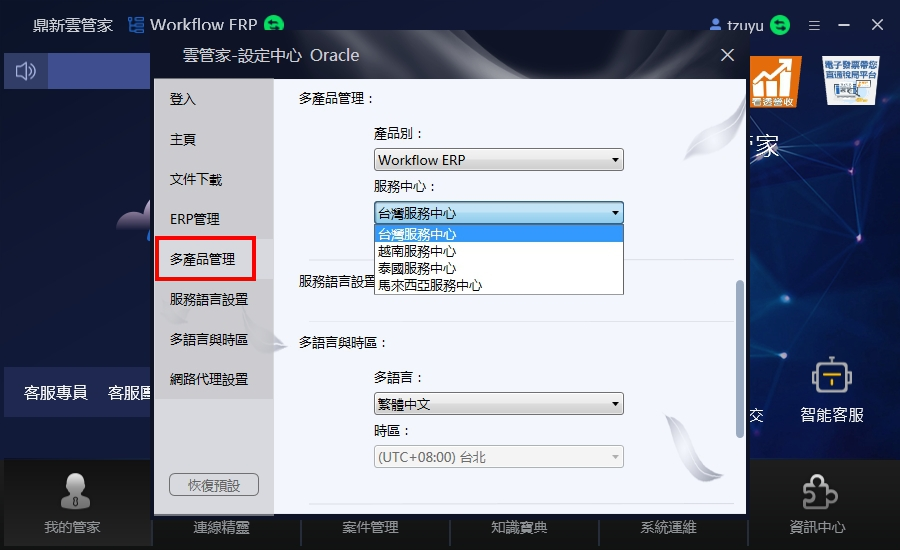 鼎新雲管家 Workflow ERP
tzuyu
雲管家-設定中心 Oracle
看透營收
電子發票帶您
直通稅局平台
登入
主頁
文件下載
ERP管理
多產品管理
服務語言設置
多語言與時區
網路代理設置
恢復預設
多產品管理：
產品別：
Workflow ERP
服務中心：
台灣服務中心
台灣服務中心
越南服務中心
泰國服務中心
馬來西亞服務中心
服務語言設置
多語言與時區：
多語言：
繁體中文
時區：
(UTC+08:00) 台北
家
客服專員 客服團
交
智能客服
8
我的管家
連線精靈
案件管理
知識寶典
系統運維
資訊中心